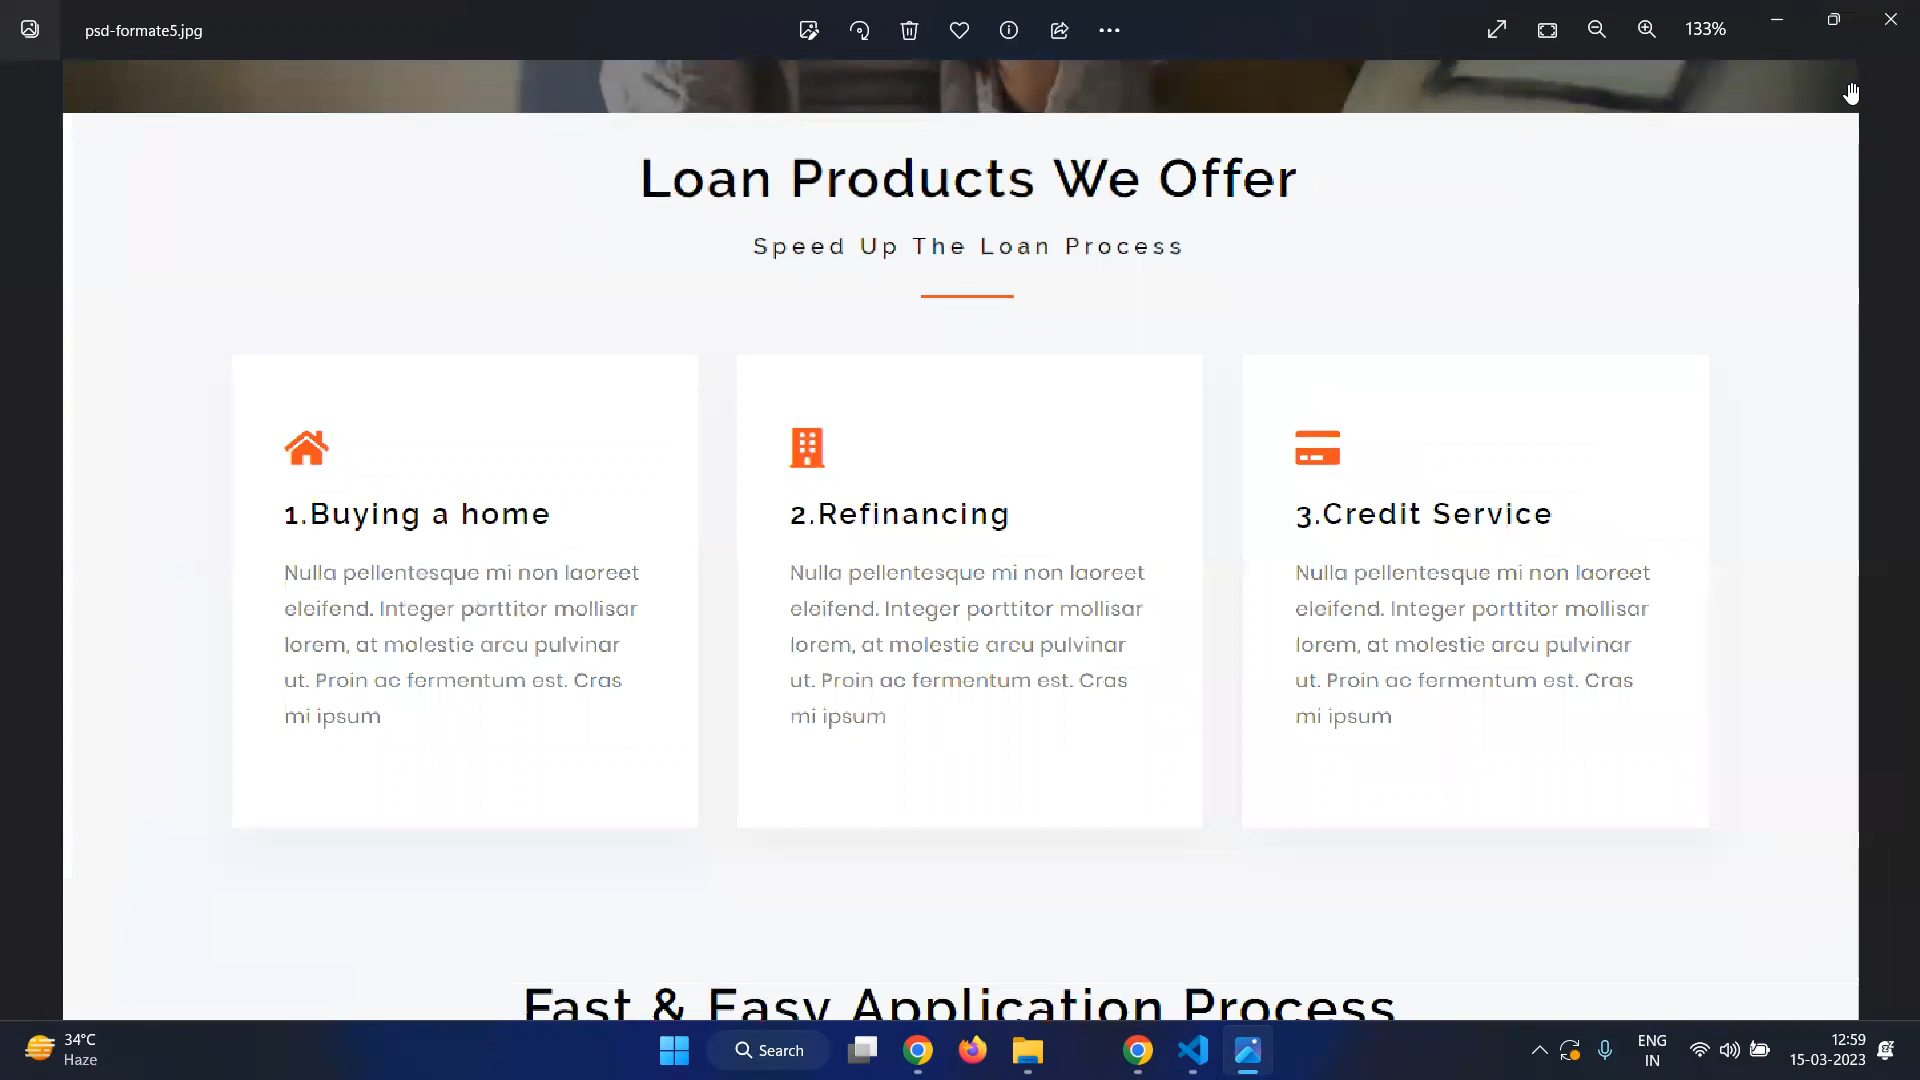 psd-formate5.jpg
133%
Loan Products We Offer
Speed Up The Loan Process
1.Buying a home
Nulla pellentesque mi non laoreet
eleifend. Integer porttitor mollisar
lorem, at molestie arcu pulvinar
ut. Proin ac fermentum est. Cras
mi ipsum
2.Refinancing
Nulla pellentesque mi non laoreet
eleifend. Integer porttitor mollisar
lorem, at molestie arcu pulvinar
ut. Proin ac fermentum est. Cras
mi ipsum
3.Credit Service
Nulla pellentesque mi non laoreet
eleifend. Integer porttitor mollisar
lorem, at molestie arcu pulvinar
ut. Proin ac fermentum est. Cras
mi ipsum
Fast & Easy Application Process
34°C
Haze
Search
ENG
IN
12:59
15-03-2023